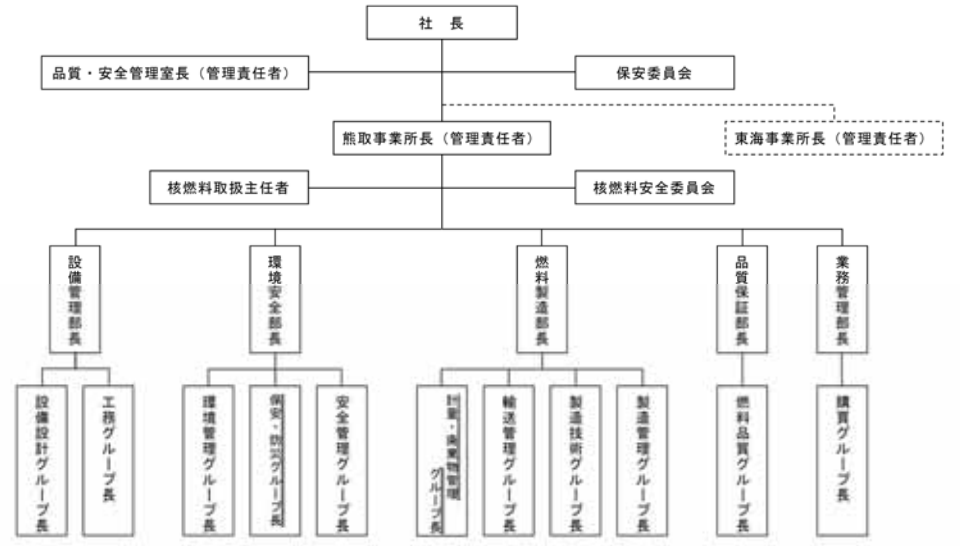 社　長
品質・安全管理室長（管理責任者）
保安委員会
熊取事業所長（管理責任者）
東海事業所長（管理責任者）
核燃料取扱主任者
核燃料安全委員会
設備管理部長
環境安全部長
燃料製造部長
品質保証部長
業務管理部長
設備設計グループ長
工務グループ長
環境管理グループ長
保安・防災グループ長
安全管理グループ長
計量・廃棄物管理
グループ長
輸送管理グループ長
製造技術グループ長
製造管理グループ長
燃料品質グループ長
購買グループ長